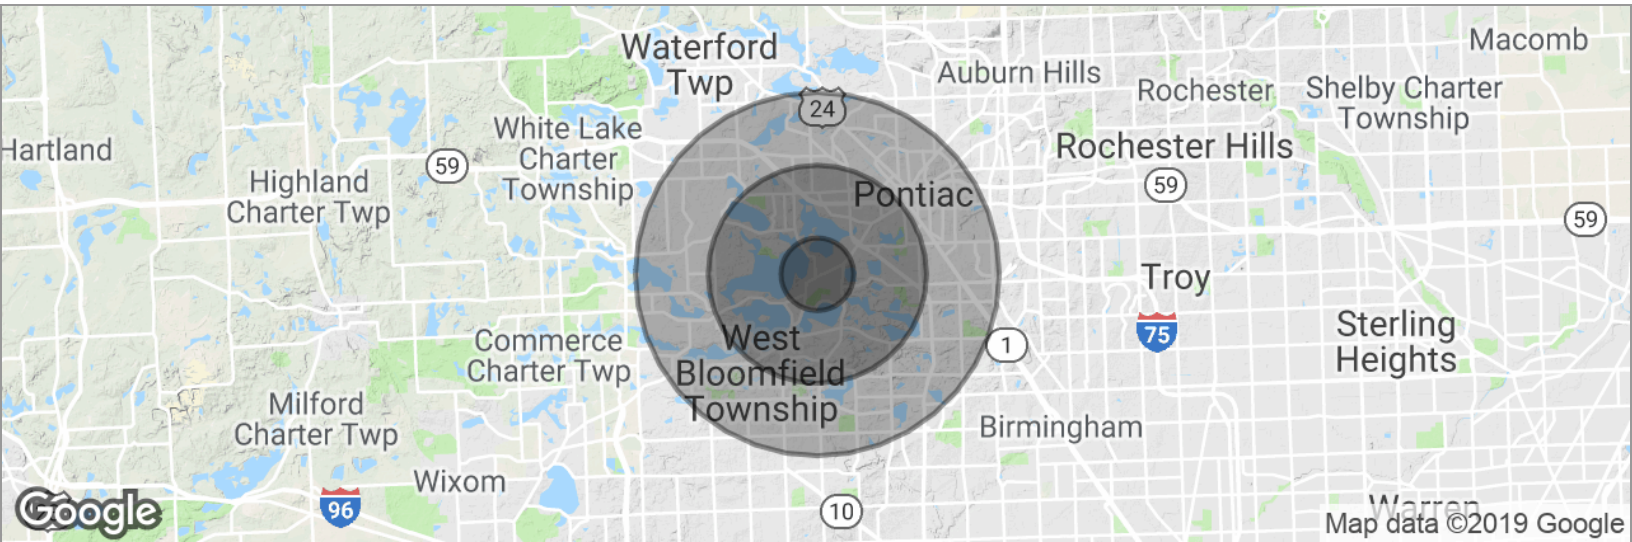 Waterford
Twp
Macomb
Auburn Hills
Rochester
Shelby Charter
Township
24
White Lake
Charter
Township
Hartland
59
Rochester Hills
59
Highland
Charter Twp
Pontiac
59
Troy
75
Sterling
Heights
1
West
Bloomfield
Township
Commerce
Charter Twp
Milford
Charter Twp
Birmingham
Wixom
Google
96
10
Warren
Map data ©2019 Google